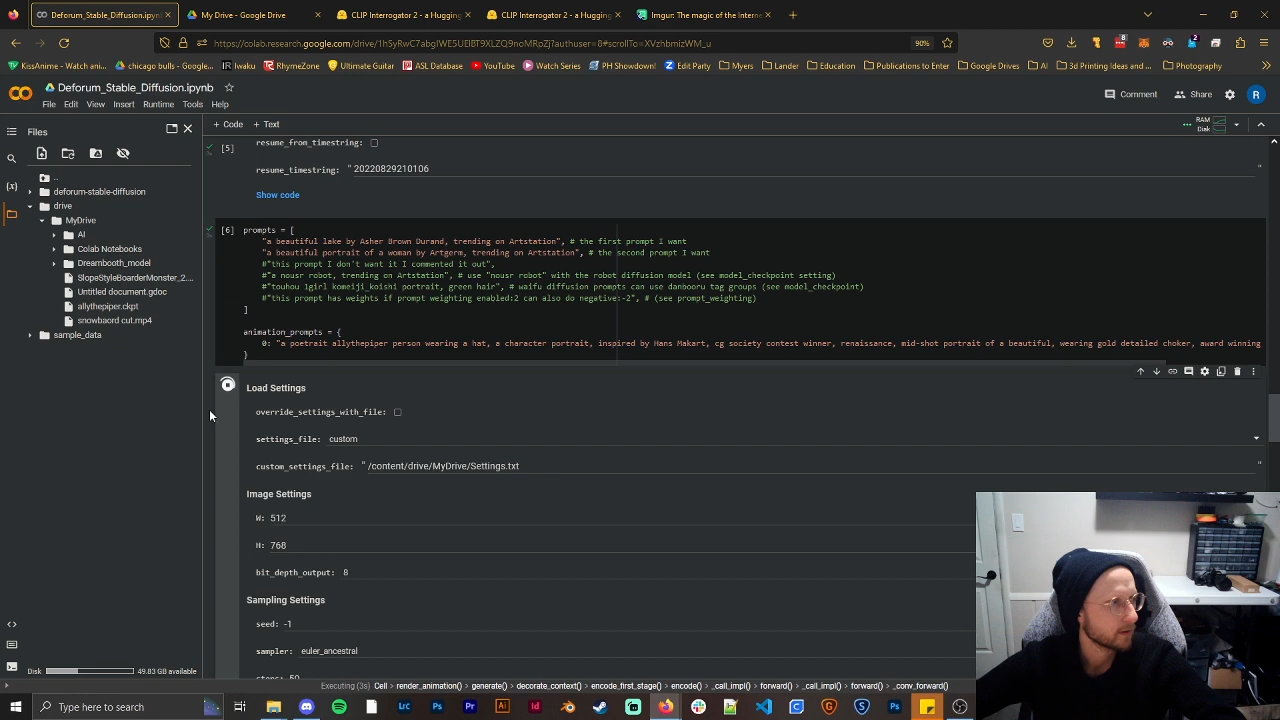 Deforum_Stable_Diffusion.ipynb
My Drive - Google Drive
CLIP Interrogator 2 - a Hugging
CLIP Interrogator 2 - a Hugging
Imgur: The magic of the Interne
https://colab.research.google.com/drive/1hSyRwC7abgIWE5UEIBT9XLZQ9noMRpZj?authuser=8#scrollTo=XVzhbmizWM_u
90%
KissAnime - Watch ani...
chicago bulls - Google...
Iwaku
RhymeZone
Ultimate Guitar
ASL Database
YouTube
Watch Series
PH Showdown!
Edit Party
Myers
Lander
Education
Publications to Enter
Google Drives
AI
3d Printing Ideas and ...
Photography
Deforum_Stable_Diffusion.ipynb
Comment
Share
R
File Edit View Insert Runtime Tools Help
Files
+ Code + Text
RAM
Disk
..
deforum-stable-diffusion
drive
MyDrive
AI
Colab Notebooks
Dreambooth_model
SlopeStyleBoarderMonster_2....
Untitled document.gdoc
allythepiper.ckpt
snowbaord cut.mp4
sample_data
Disk
49.83 GB available
[5]
resume_from_timestring:
resume_timestring: " 20220829210106 "
Show code
[6] prompts = [
"a beautiful lake by Asher Brown Durand, trending on Artstation", # the first prompt I want
"a beautiful portrait of a woman by Artgerm, trending on Artstation", # the second prompt I want
#"this prompt I don't want it I commented it out",
#"a nousr robot, trending on Artstation", # use "nousr robot" with the robot diffusion model (see model_checkpoint setting)
#"touhou 1girl komeiji_koishi portrait, green hair", # waifu diffusion prompts can use danbooru tag groups (see model_checkpoint)
#"this prompt has weights if prompt weighting enabled:2 can also do negative:-2", # (see prompt_weighting)
]
animation_prompts = {
0: "a poetrait allythepiper person wearing a hat, a character portrait, inspired by Hans Makart, cg society contest winner, renaissance, mid-shot portrait of a beautiful, wearing gold detailed choker, award winning
}
Load Settings
override_settings_with_file:
settings_file: custom
custom_settings_file: " /content/drive/MyDrive/Settings.txt "
Image Settings
W: 512
H: 768
bit_depth_output: 8
Sampling Settings
seed: -1
sampler: euler_ancestral
steps: 50
Executing (3s) Cell > render_animation() > generate() > decorate_context() > encode_first_stage() > encode() > _call_impl() > forward() > _call_impl() > forward() > _conv_forward()
Type here to search